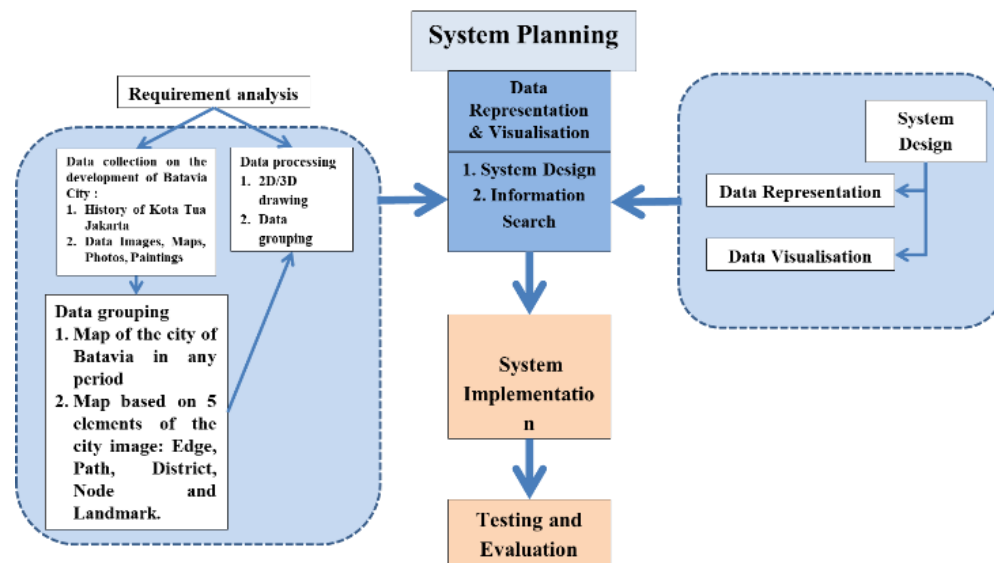 System Planning
Requirement analysis
Data collection on the
development of Batavia
City :
1. History of Kota Tua
Jakarta
2. Data Images, Maps,
Photos, Paintings
Data processing
1. 2D/3D
drawing
2. Data
grouping
Data grouping
1. Map of the city of
Batavia in any
period
2. Map based on 5
elements of the
city image: Edge,
Path, District,
Node and
Landmark.
Data
Representation
& Visualisation
1. System Design
2. Information
Search
System
Implementatio
n
Testing and
Evaluation
System
Design
Data Representation
Data Visualisation